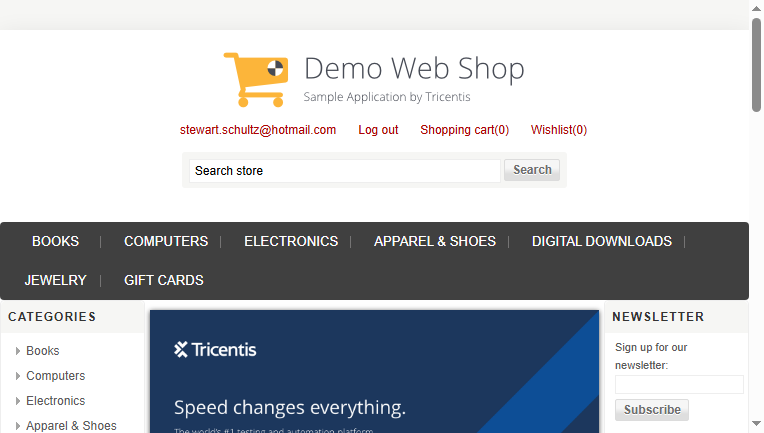 Demo Web Shop
Sample Application by Tricentis
stewart.schultz@hotmail.com Log out Shopping cart(0) Wishlist(0)
Search store Search
BOOKS COMPUTERS ELECTRONICS APPAREL & SHOES DIGITAL DOWNLOADS
JEWELRY GIFT CARDS
CATEGORIES
Books
Computers
Electronics
Apparel & Shoes
Tricentis
Speed changes everything.
The world's #1 testing and automation platform
NEWSLETTER
Sign up for our
newsletter:
Subscribe